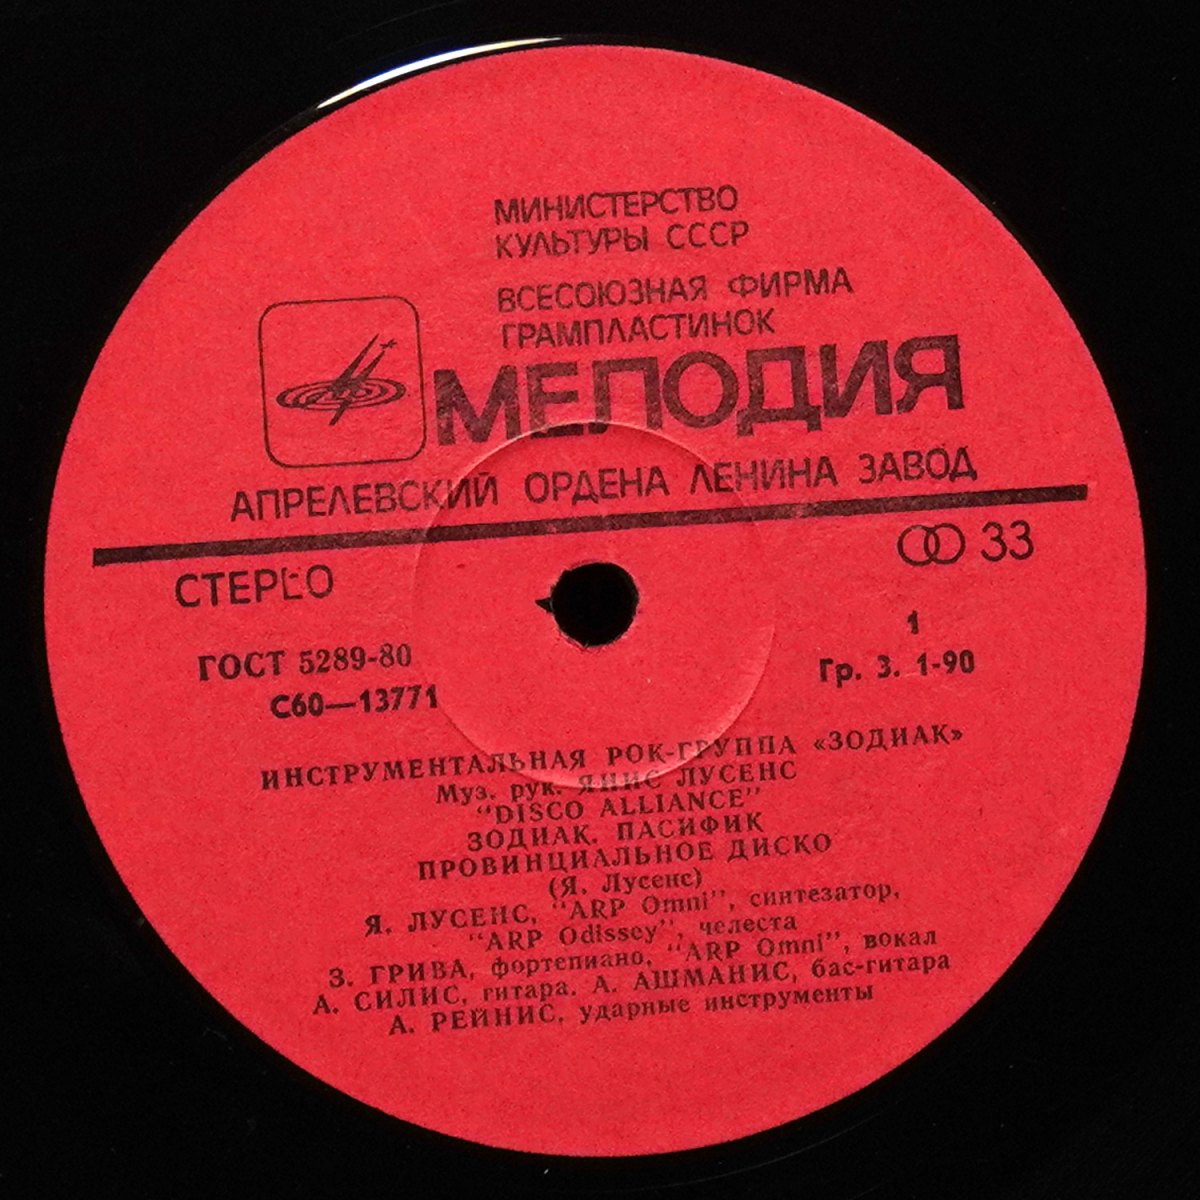 МИНИСТЕРСТВО
КУЛЬТУРЫ СССР
ВСЕСОЮЗНАЯ ФИРМА
ГРАМПЛАСТИНОК
МЕЛОДИЯ
АПРЕЛЕВСКИЙ ОРДЕНА ЛЕНИНА ЗАВОД
СТЕРЕО
33
ГОСТ 5289-80
1
С60—13771
Гр. 3. 1-90
ИНСТРУМЕНТАЛЬНАЯ РОК-ГРУППА «ЗОДИАК»
Муз. рук. ЯНИС ЛУСЕНС
"DISCO ALLIANCE"
ЗОДИАК. ПАСИФИК
ПРОВИНЦИАЛЬНОЕ ДИСКО
(Я. Лусенс)
Я. ЛУСЕНС, "ARP Omni", синтезатор,
"ARP Odissey", челеста
З. ГРИВА, фортепиано, "ARP Omni", вокал
А. СИЛИС, гитара. А. АШМАНИС, бас-гитара
А. РЕЙНИС, ударные инструменты